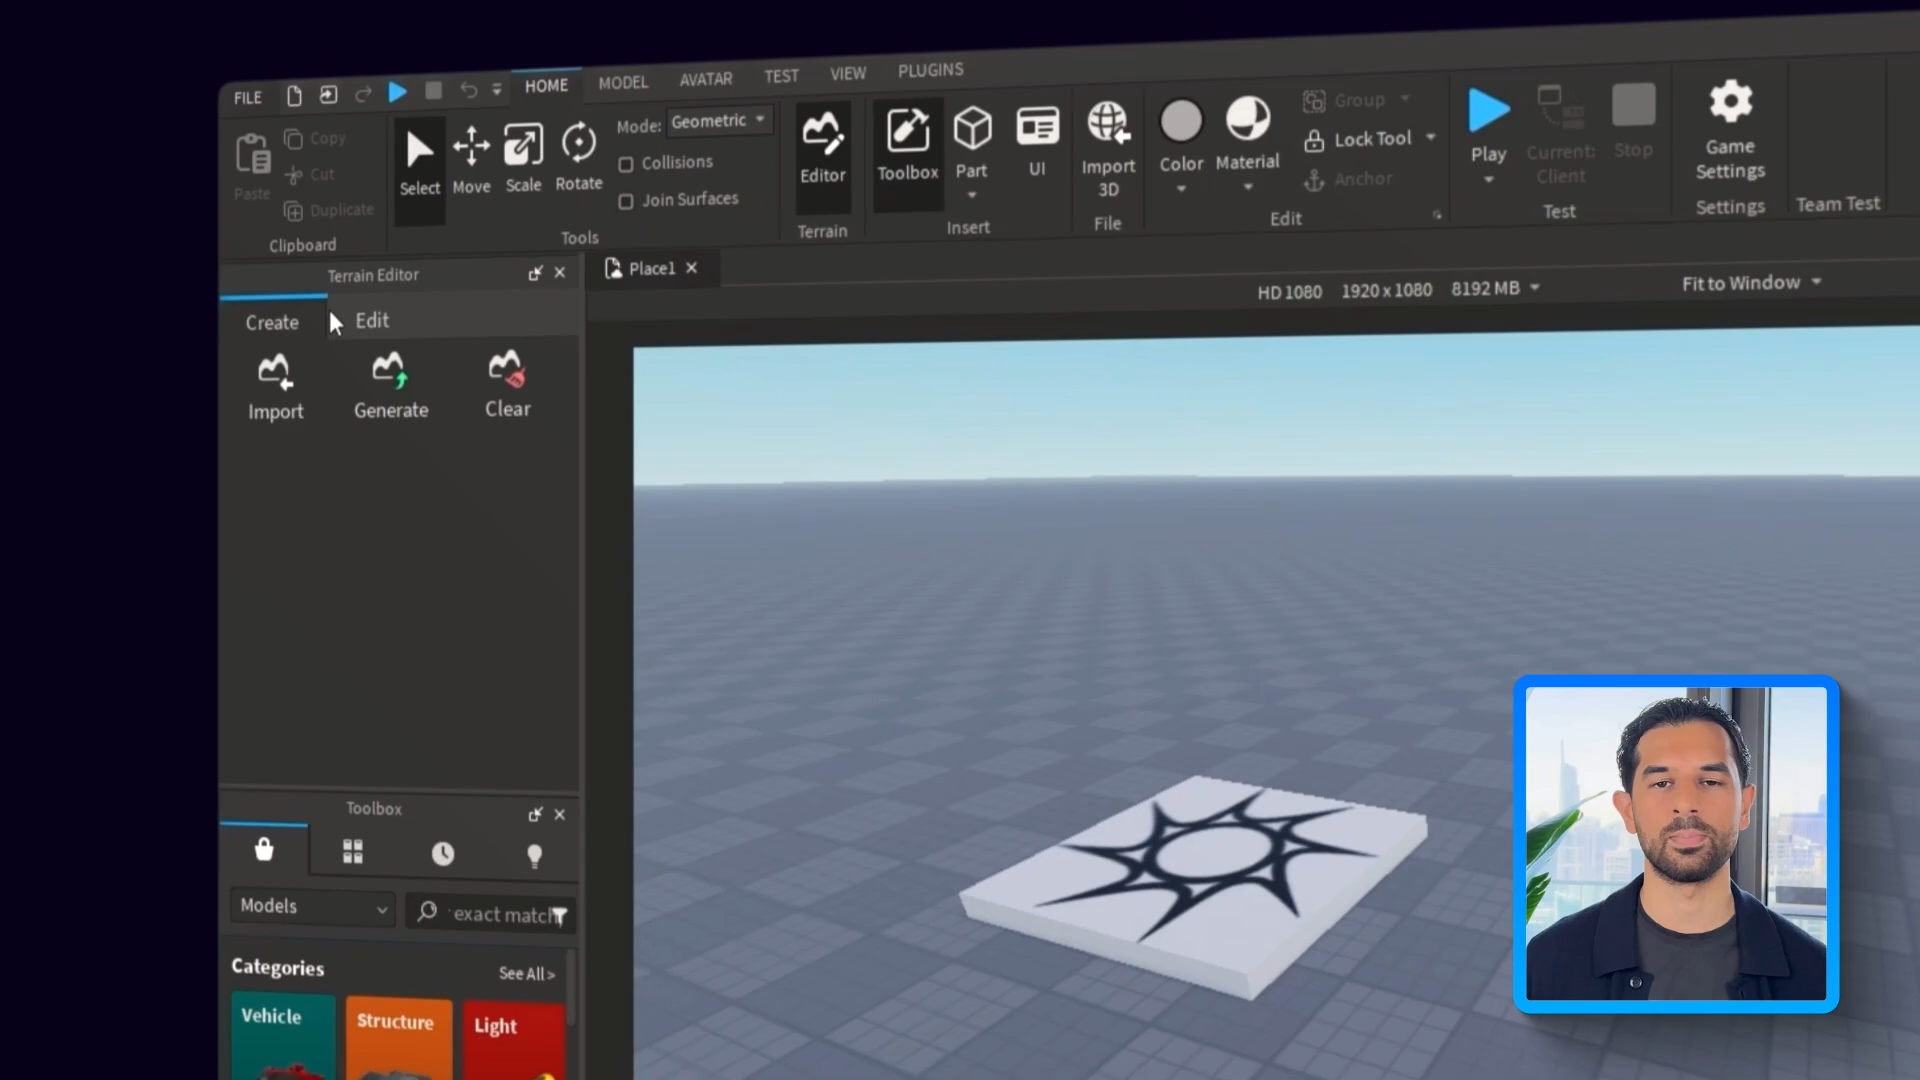 FILE
HOME
MODEL
AVATAR
TEST
VIEW
PLUGINS
Paste
Copy
Cut
Duplicate
Clipboard
Select
Move
Scale
Rotate
Mode: Geometric
Collisions
Join Surfaces
Tools
Editor
Terrain
Toolbox
Part
UI
Insert
Import
3D
File
Color
Material
Group
Lock Tool
Anchor
Edit
Play
Current:
Client
Stop
Test
Game
Settings
Settings
Team Test
Terrain Editor
Place1
HD 1080 1920 x 1080 8192 MB
Fit to Window
Create
Edit
Import
Generate
Clear
Toolbox
Models
exact match
Categories
See All >
Vehicle
Structure
Light